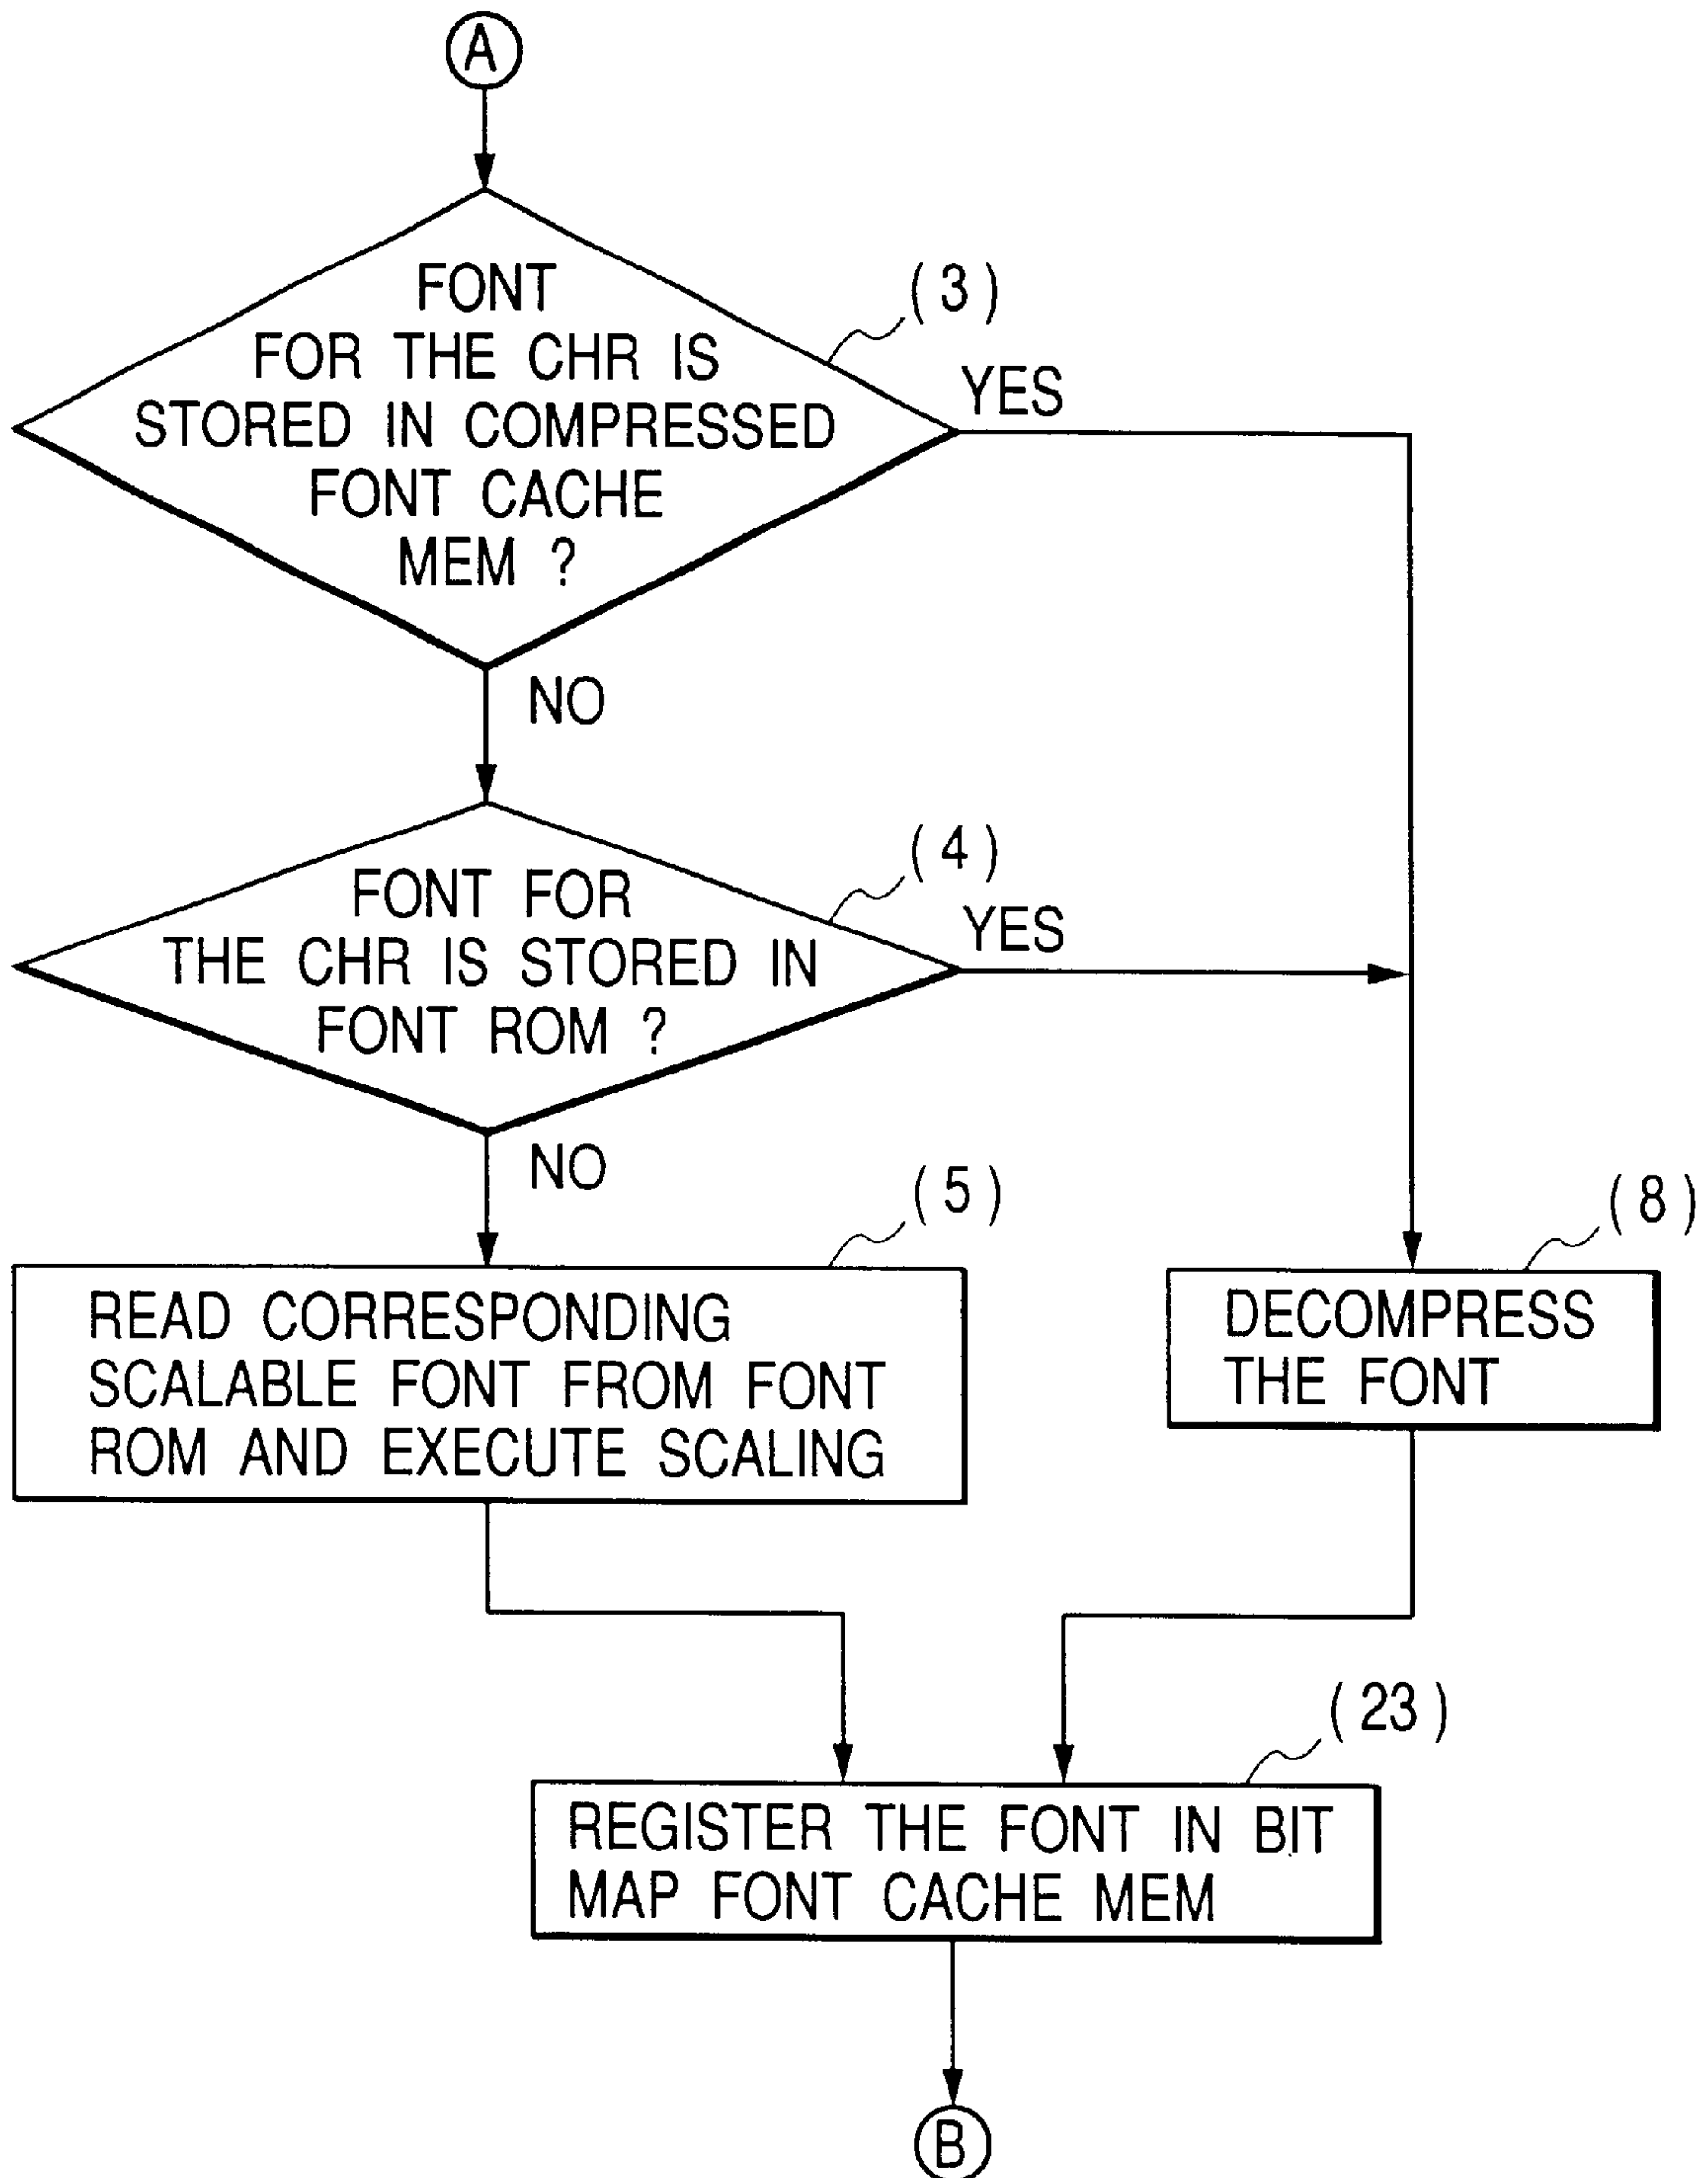 A
FONT
FOR THE CHR IS
STORED IN COMPRESSED
FONT CACHE
MEM ?
(3)
YES
NO
FONT FOR
THE CHR IS STORED IN
FONT ROM ?
(4)
YES
NO
(5)
READ CORRESPONDING
SCALABLE FONT FROM FONT
ROM AND EXECUTE SCALING
(8)
DECOMPRESS
THE FONT
(23)
REGISTER THE FONT IN BIT
MAP FONT CACHE MEM
B